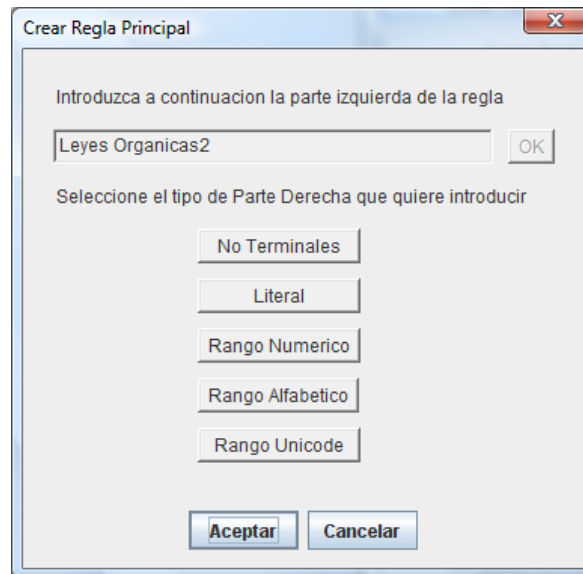 Crear Regla Principal
Introduzca a continuacion la parte izquierda de la regla
Leyes Organicas2
OK
Seleccione el tipo de Parte Derecha que quiere introducir
No Terminales
Literal
Rango Numerico
Rango Alfabetico
Rango Unicode
Aceptar
Cancelar